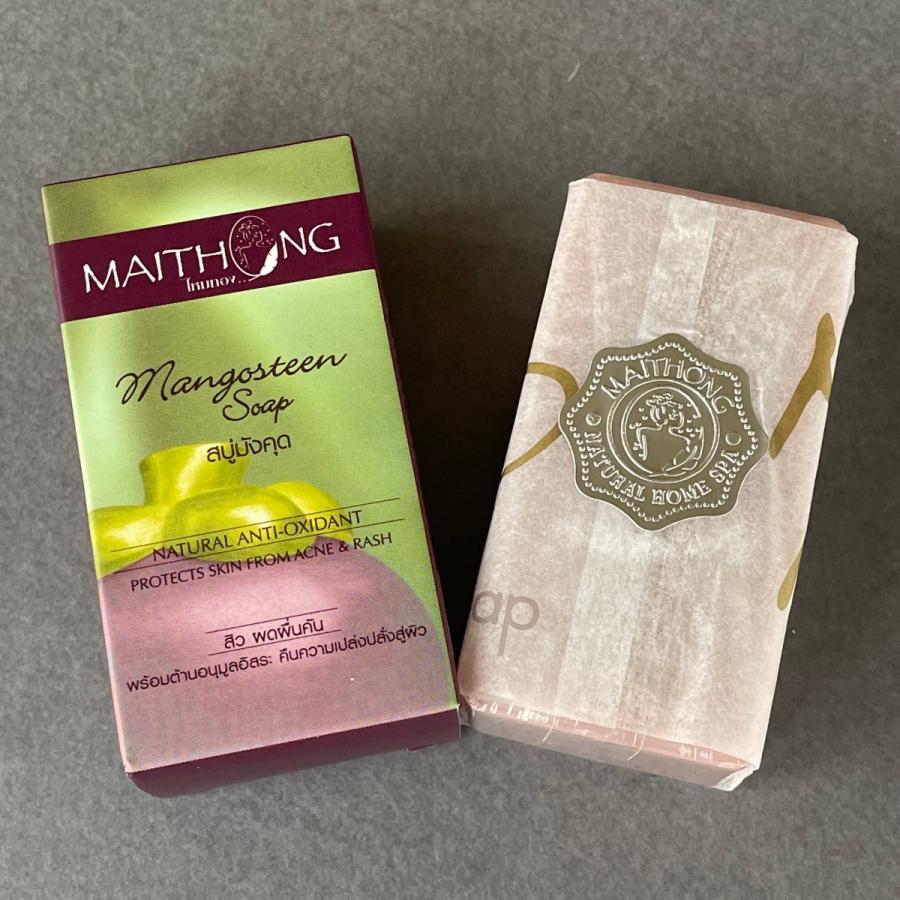 MAITHONG
ไหมทอง..
Mangosteen
Soap
สบู่มังคุด
NATURAL ANTI-OXIDANT
PROTECTS SKIN FROM ACNE & RASH
สิว ผดผื่นคัน
พร้อมต้านอนุมูลอิสระ คืนความเปล่งปลั่งสู่ผิว
MAITHONG
NATURAL HOME SPA
ap